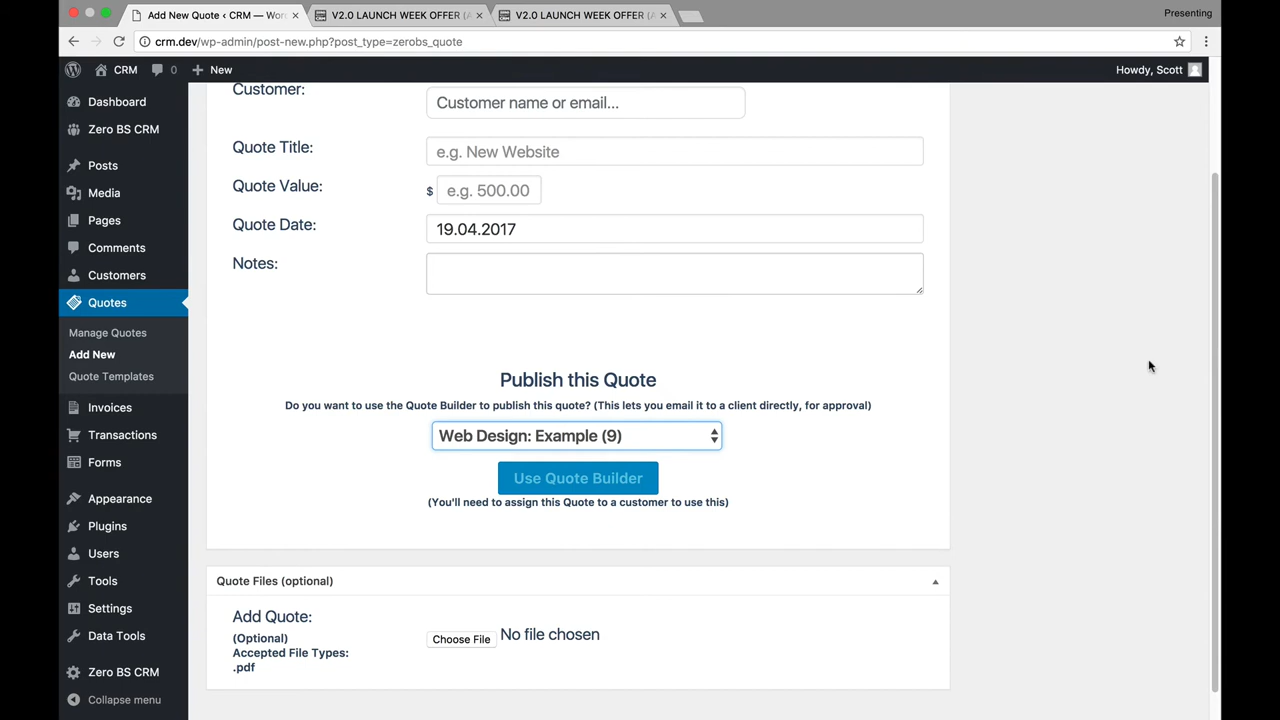 Add New Quote ‹ CRM — Wor
V2.0 LAUNCH WEEK OFFER (A
V2.0 LAUNCH WEEK OFFER (A
Presenting
crm.dev/wp-admin/post-new.php?post_type=zerobs_quote
CRM
0
New
Howdy, Scott
Dashboard
Zero BS CRM
Posts
Media
Pages
Comments
Customers
Quotes
Manage Quotes
Add New
Quote Templates
Invoices
Transactions
Forms
Appearance
Plugins
Users
Tools
Settings
Data Tools
Zero BS CRM
Collapse menu
Customer:
Customer name or email...
Quote Title:
e.g. New Website
Quote Value:
$ e.g. 500.00
Quote Date:
19.04.2017
Notes:
Publish this Quote
Do you want to use the Quote Builder to publish this quote? (This lets you email it to a client directly, for approval)
Web Design: Example (9)
Use Quote Builder
(You'll need to assign this Quote to a customer to use this)
Quote Files (optional)
Add Quote:
(Optional)
Accepted File Types:
.pdf
Choose File No file chosen